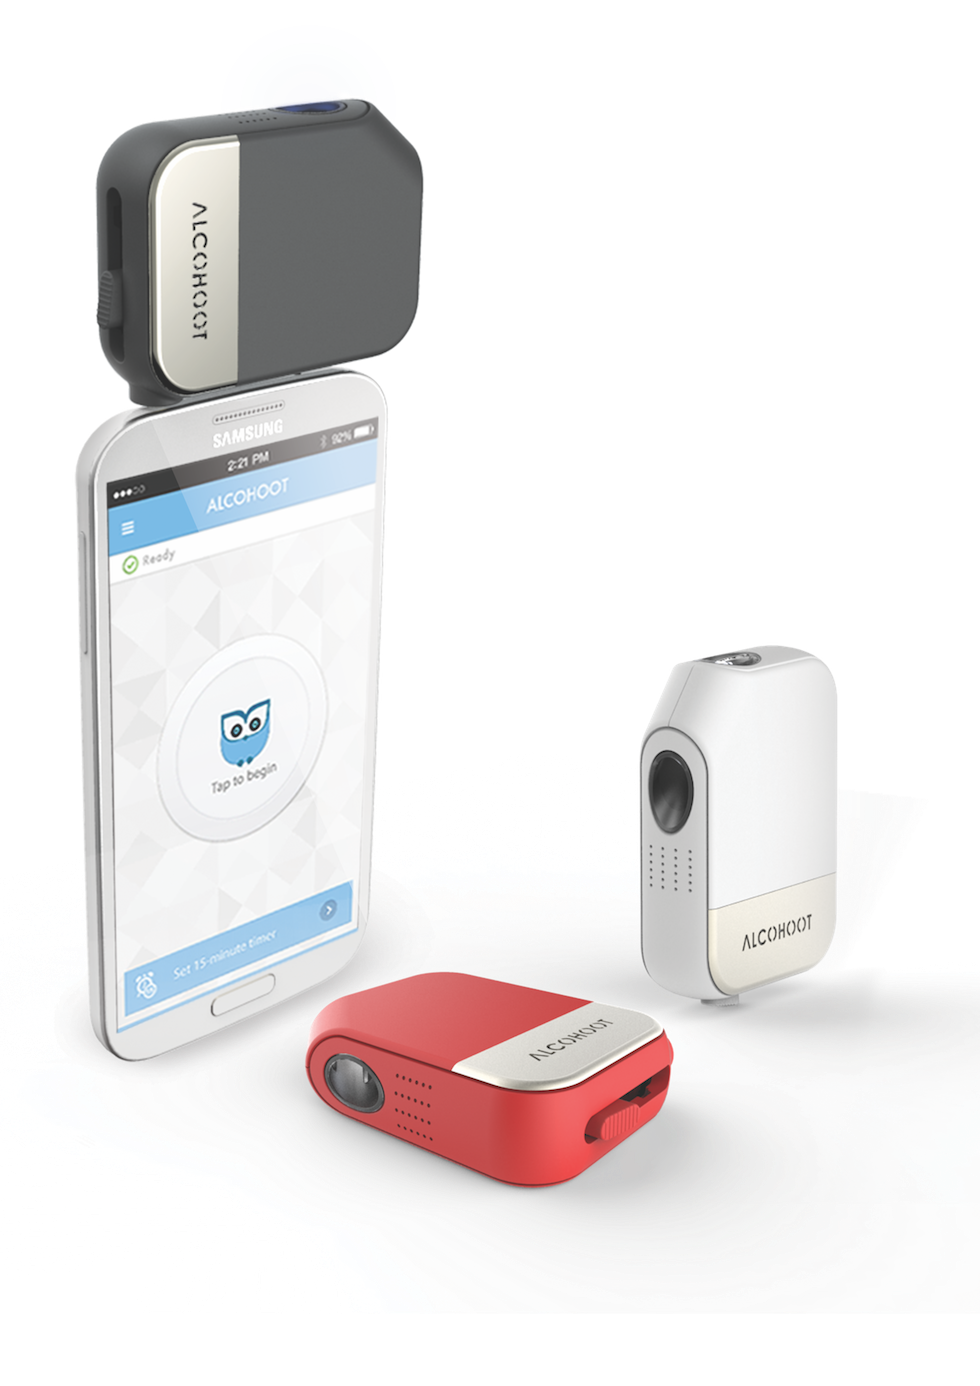 ALCOHOOT
SAMSUNG
2:21 PM
92%
ALCOHOOT
Ready
Tap to begin
Set 15-minute timer
ALCOHOOT
ALCOHOOT